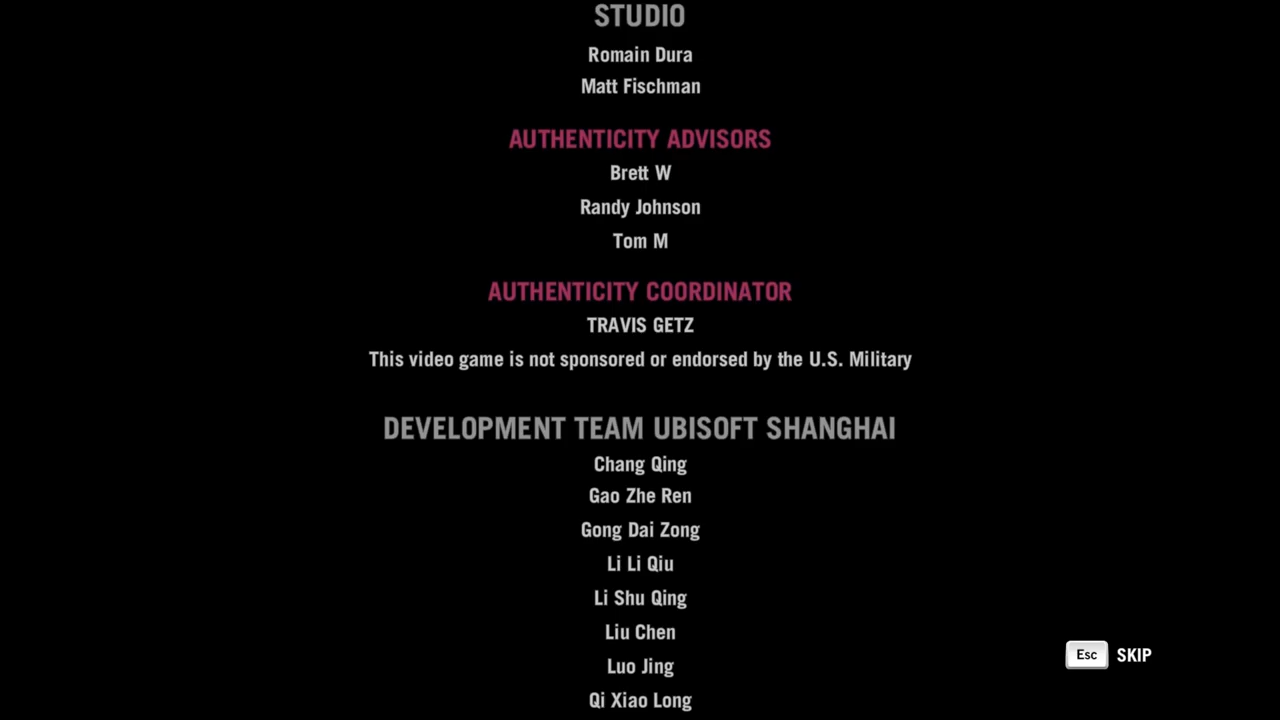 STUDIO
Romain Dura
Matt Fischman
AUTHENTICITY ADVISORS
Brett W
Randy Johnson
Tom M
AUTHENTICITY COORDINATOR
TRAVIS GETZ
This video game is not sponsored or endorsed by the U.S. Military
DEVELOPMENT TEAM UBISOFT SHANGHAI
Chang Qing
Gao Zhe Ren
Gong Dai Zong
Li Li Qiu
Li Shu Qing
Liu Chen
Esc SKIP
Luo Jing
Qi Xiao Long